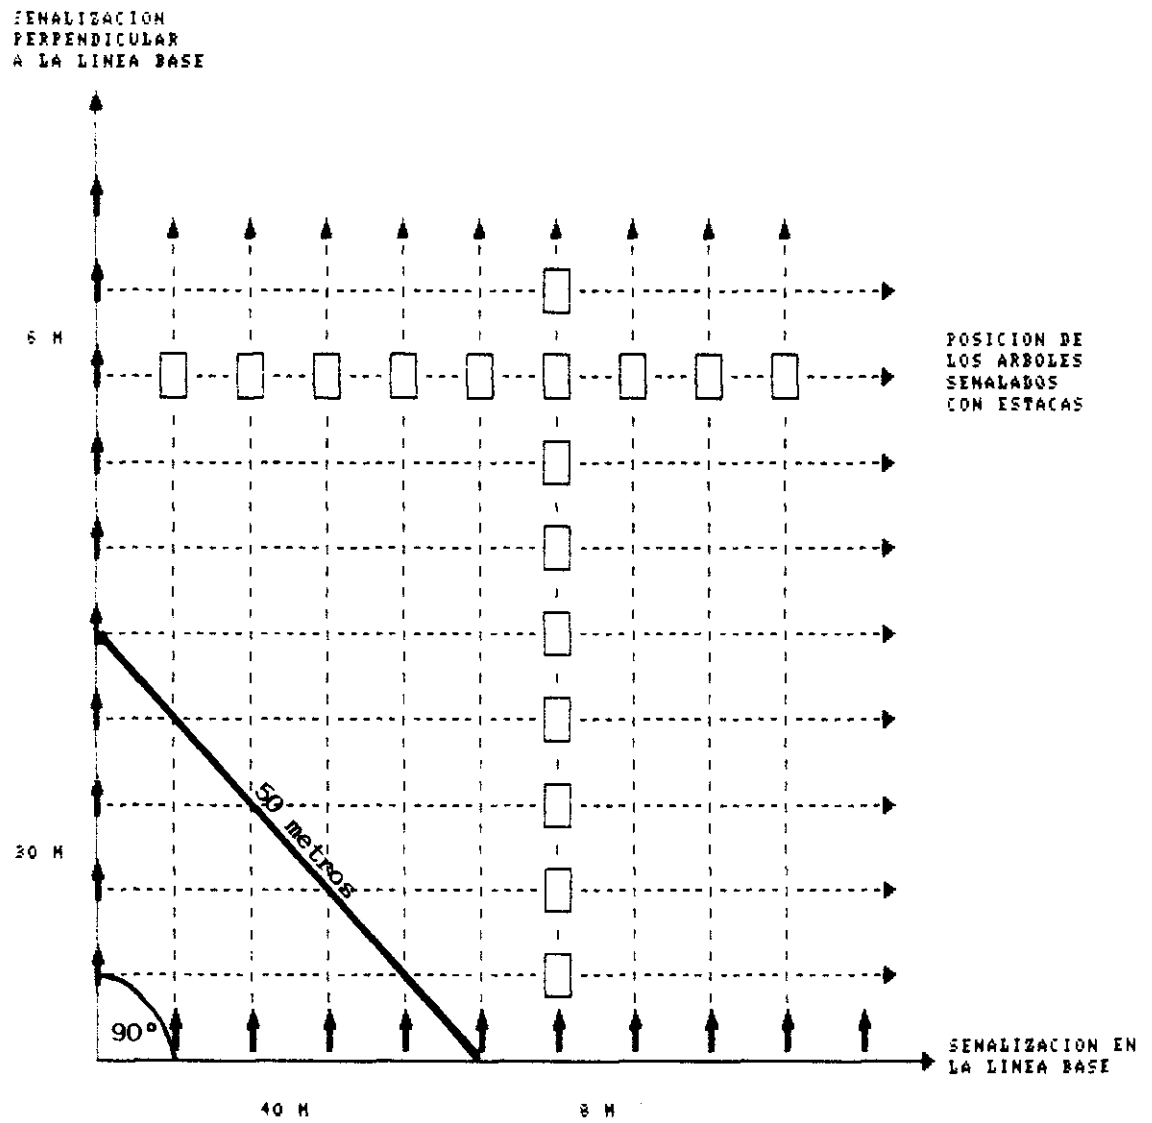 SENALIZACION
PERPENDICULAR
A LA LINEA BASE
6 M
POSICION DE
LOS ARBOLES
SENALADOS
CON ESTACAS
50 metros
30 M
90°
SENALIZACION EN
LA LINEA BASE
40 M
8 M